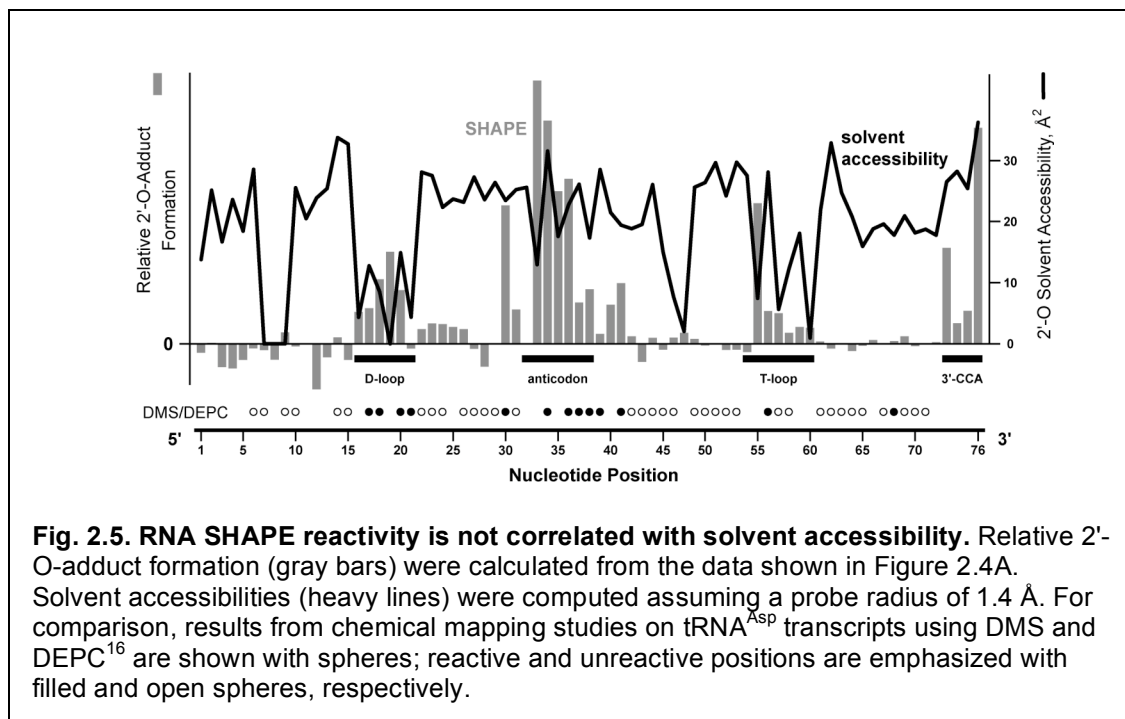 Relative 2'-O-Adduct
Formation
SHAPE
solvent
accessibility
2'-O Solvent Accessibility, Å2
30
20
10
0
0
D-loop
anticodon
T-loop
3'-CCA
DMS/DEPC
5'
3'
1
5
10
15
20
25
30
35
40
45
50
55
60
65
70
76
Nucleotide Position
Fig. 2.5. RNA SHAPE reactivity is not correlated with solvent accessibility. Relative 2'-
O-adduct formation (gray bars) were calculated from the data shown in Figure 2.4A.
Solvent accessibilities (heavy lines) were computed assuming a probe radius of 1.4 Å. For
comparison, results from chemical mapping studies on tRNAAsp transcripts using DMS and
DEPC16 are shown with spheres; reactive and unreactive positions are emphasized with
filled and open spheres, respectively.